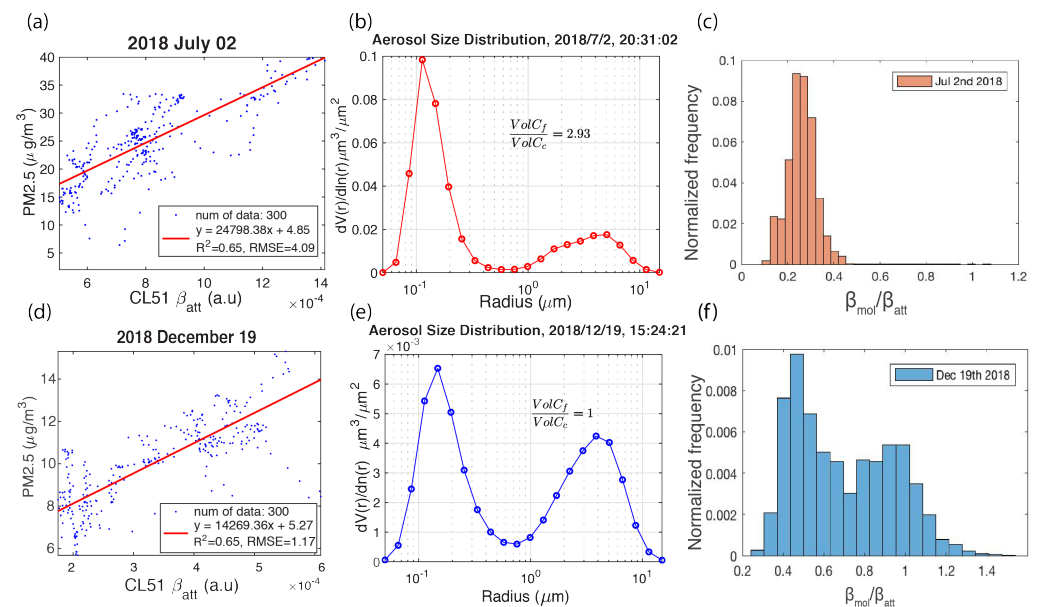 (a)
2018 July 02
PM2.5 (μ g/m³)
40
35
30
25
20
15
10
5
num of data: 300
y = 24798.38x + 4.85
R²=0.65, RMSE=4.09
6 8 10 12 14
CL51 β_att (a.u)
×10⁻⁴
(b)
Aerosol Size Distribution, 2018/7/2, 20:31:02
dV(r)/dln(r) μm³/μm²
0.1
0.08
0.06
0.04
0.02
0
VolC_f
VolC_c
= 2.93
10⁻¹ 10⁰ 10¹
Radius (μm)
(c)
Normalized frequency
0.1
0.08
0.06
0.04
0.02
0
Jul 2nd 2018
0 0.2 0.4 0.6 0.8 1 1.2
β_mol/β_att
(d)
2018 December 19
PM2.5 (μ g/m³)
14
12
10
8
6
num of data: 300
y = 14269.36x + 5.27
R²=0.65, RMSE=1.17
2 3 4 5 6
CL51 β_att (a.u)
×10⁻⁴
(e)
Aerosol Size Distribution, 2018/12/19, 15:24:21
×10⁻³
dV(r)/dn(r) μm³/μm²
7
6
5
4
3
2
1
0
VolC_f
VolC_c
= 1
10⁻¹ 10⁰ 10¹
Radius (μm)
(f)
Normalized frequency
0.01
0.008
0.006
0.004
0.002
0
Dec 19th 2018
0.2 0.4 0.6 0.8 1 1.2 1.4
β_mol/β_att